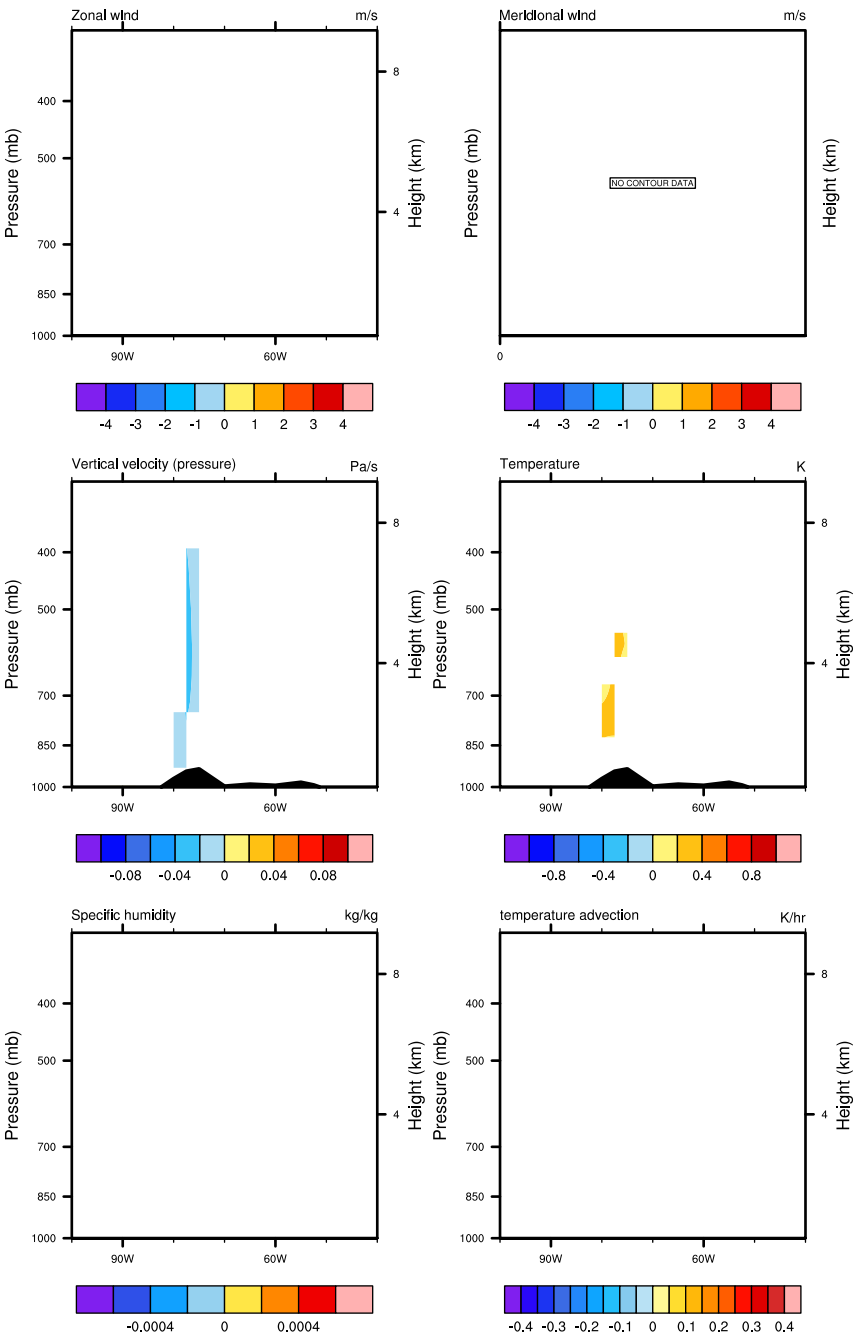 Zonal wind m/s
Pressure (mb)
400
500
700
850
1000
8
4
Height (km)
90W 60W
-4 -3 -2 -1 0 1 2 3 4
Meridional wind m/s
Pressure (mb)
NO CONTOUR DATA
Height (km)
0
-4 -3 -2 -1 0 1 2 3 4
Vertical velocity (pressure) Pa/s
Pressure (mb)
400
500
700
850
1000
8
4
Height (km)
90W 60W
-0.08 -0.04 0 0.04 0.08
Temperature K
Pressure (mb)
400
500
700
850
1000
8
4
Height (km)
90W 60W
-0.8 -0.4 0 0.4 0.8
Specific humidity kg/kg
Pressure (mb)
400
500
700
850
1000
8
4
Height (km)
90W 60W
-0.0004 0 0.0004
temperature advection K/hr
Pressure (mb)
400
500
700
850
1000
8
4
Height (km)
90W 60W
-0.4 -0.3 -0.2 -0.1 0 0.1 0.2 0.3 0.4